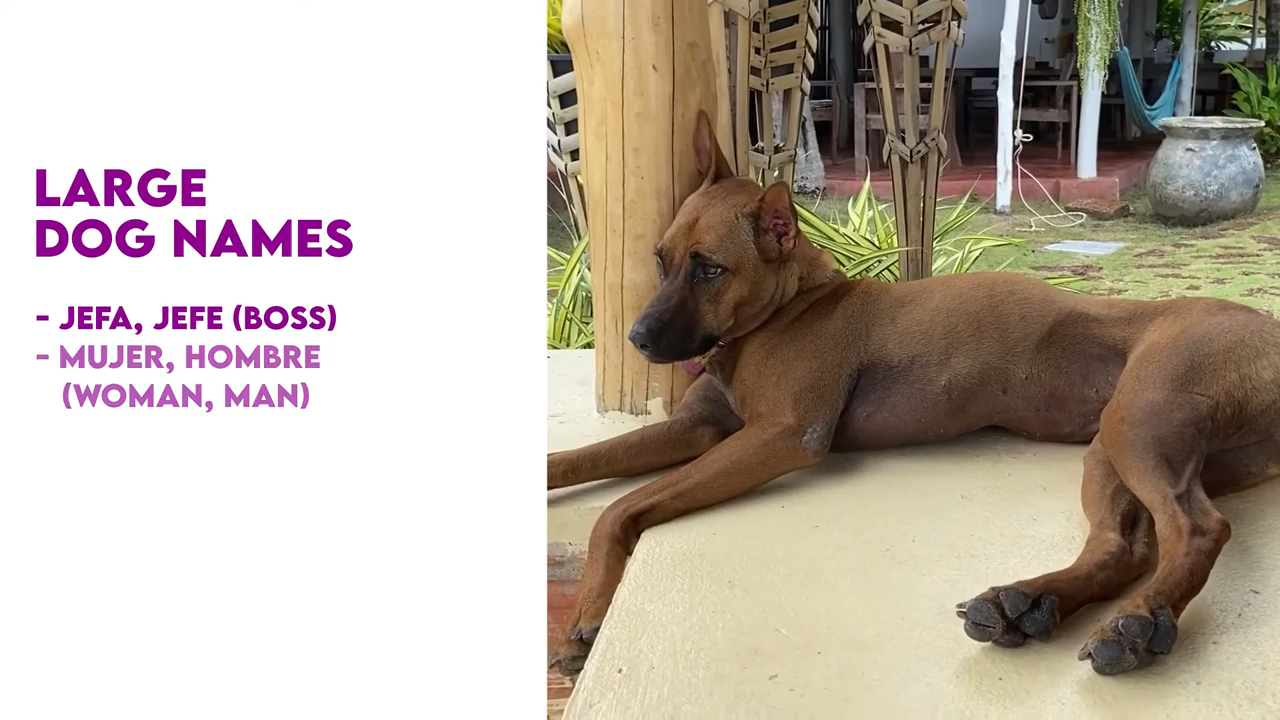 LARGE
DOG NAMES
- JEFA, JEFE (BOSS)
- MUJER, HOMBRE
(WOMAN, MAN)